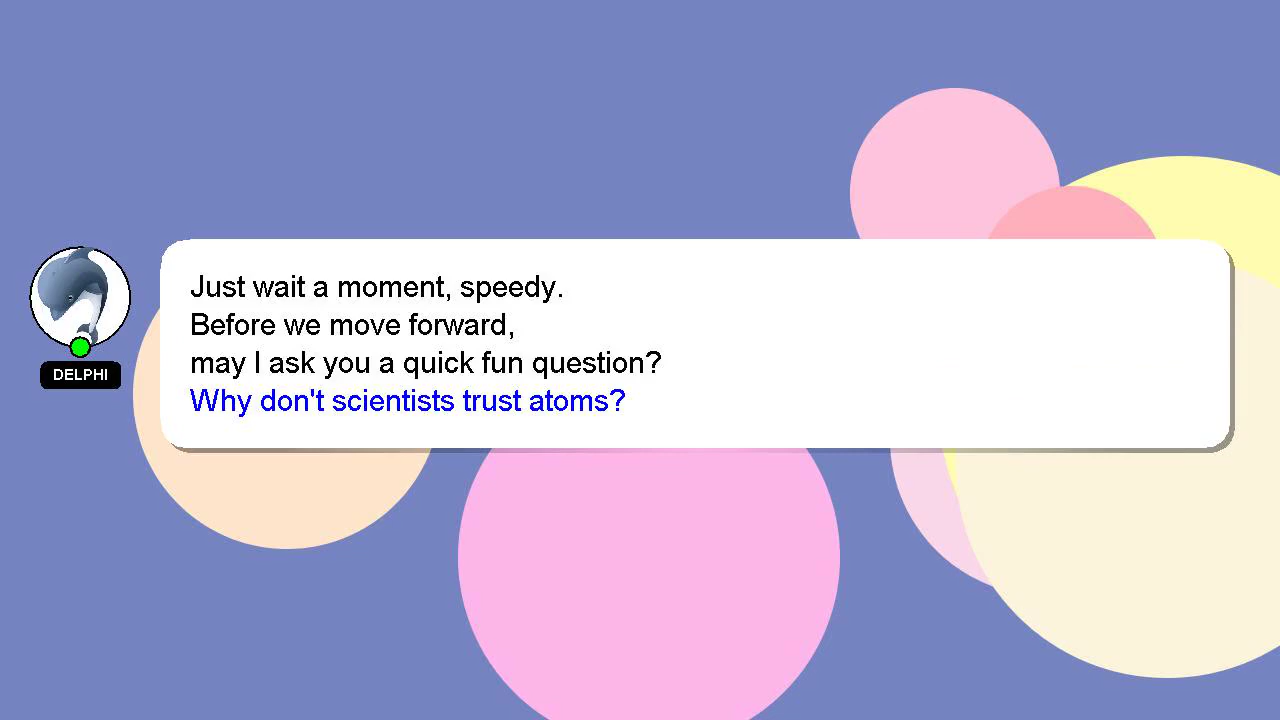 Just wait a moment, speedy.
Before we move forward,
may I ask you a quick fun question?
Why don't scientists trust atoms?
DELPHI